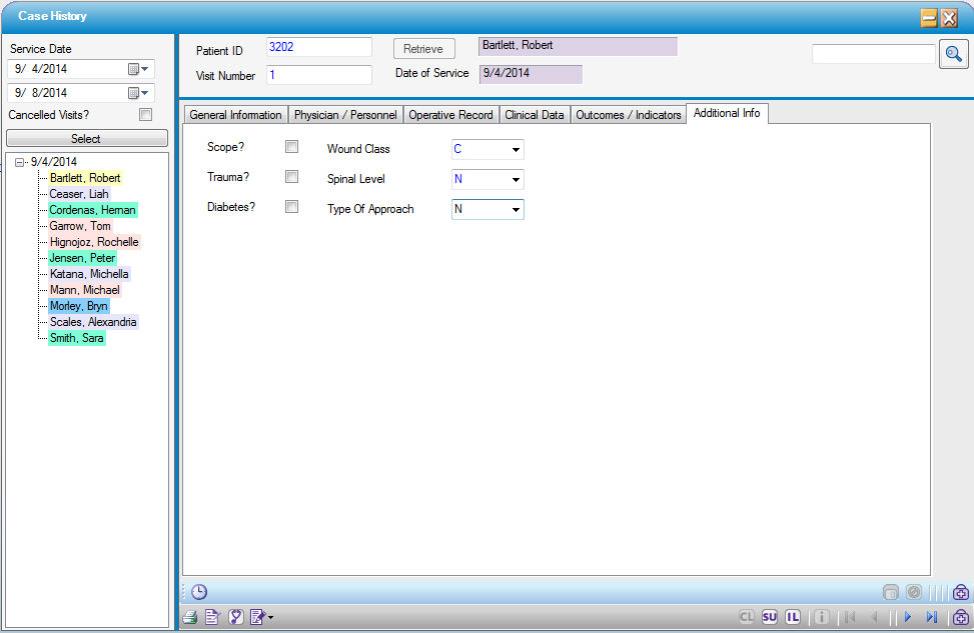 Case History
Service Date
9/ 4/2014
9/ 8/2014
Cancelled Visits?
Select
9/4/2014
Bartlett, Robert
Ceaser, Liah
Cordenas, Hernan
Garrow, Tom
Hignojoz, Rochelle
Jensen, Peter
Katana, Michella
Mann, Michael
Morley, Bryn
Scales, Alexandria
Smith, Sara
Patient ID 3202 Retrieve Bartlett, Robert
Visit Number 1 Date of Service 9/4/2014
General Information Physician / Personnel Operative Record Clinical Data Outcomes / Indicators Additional Info
Scope? Wound Class C
Trauma? Spinal Level N
Diabetes? Type Of Approach N
CL SU IL